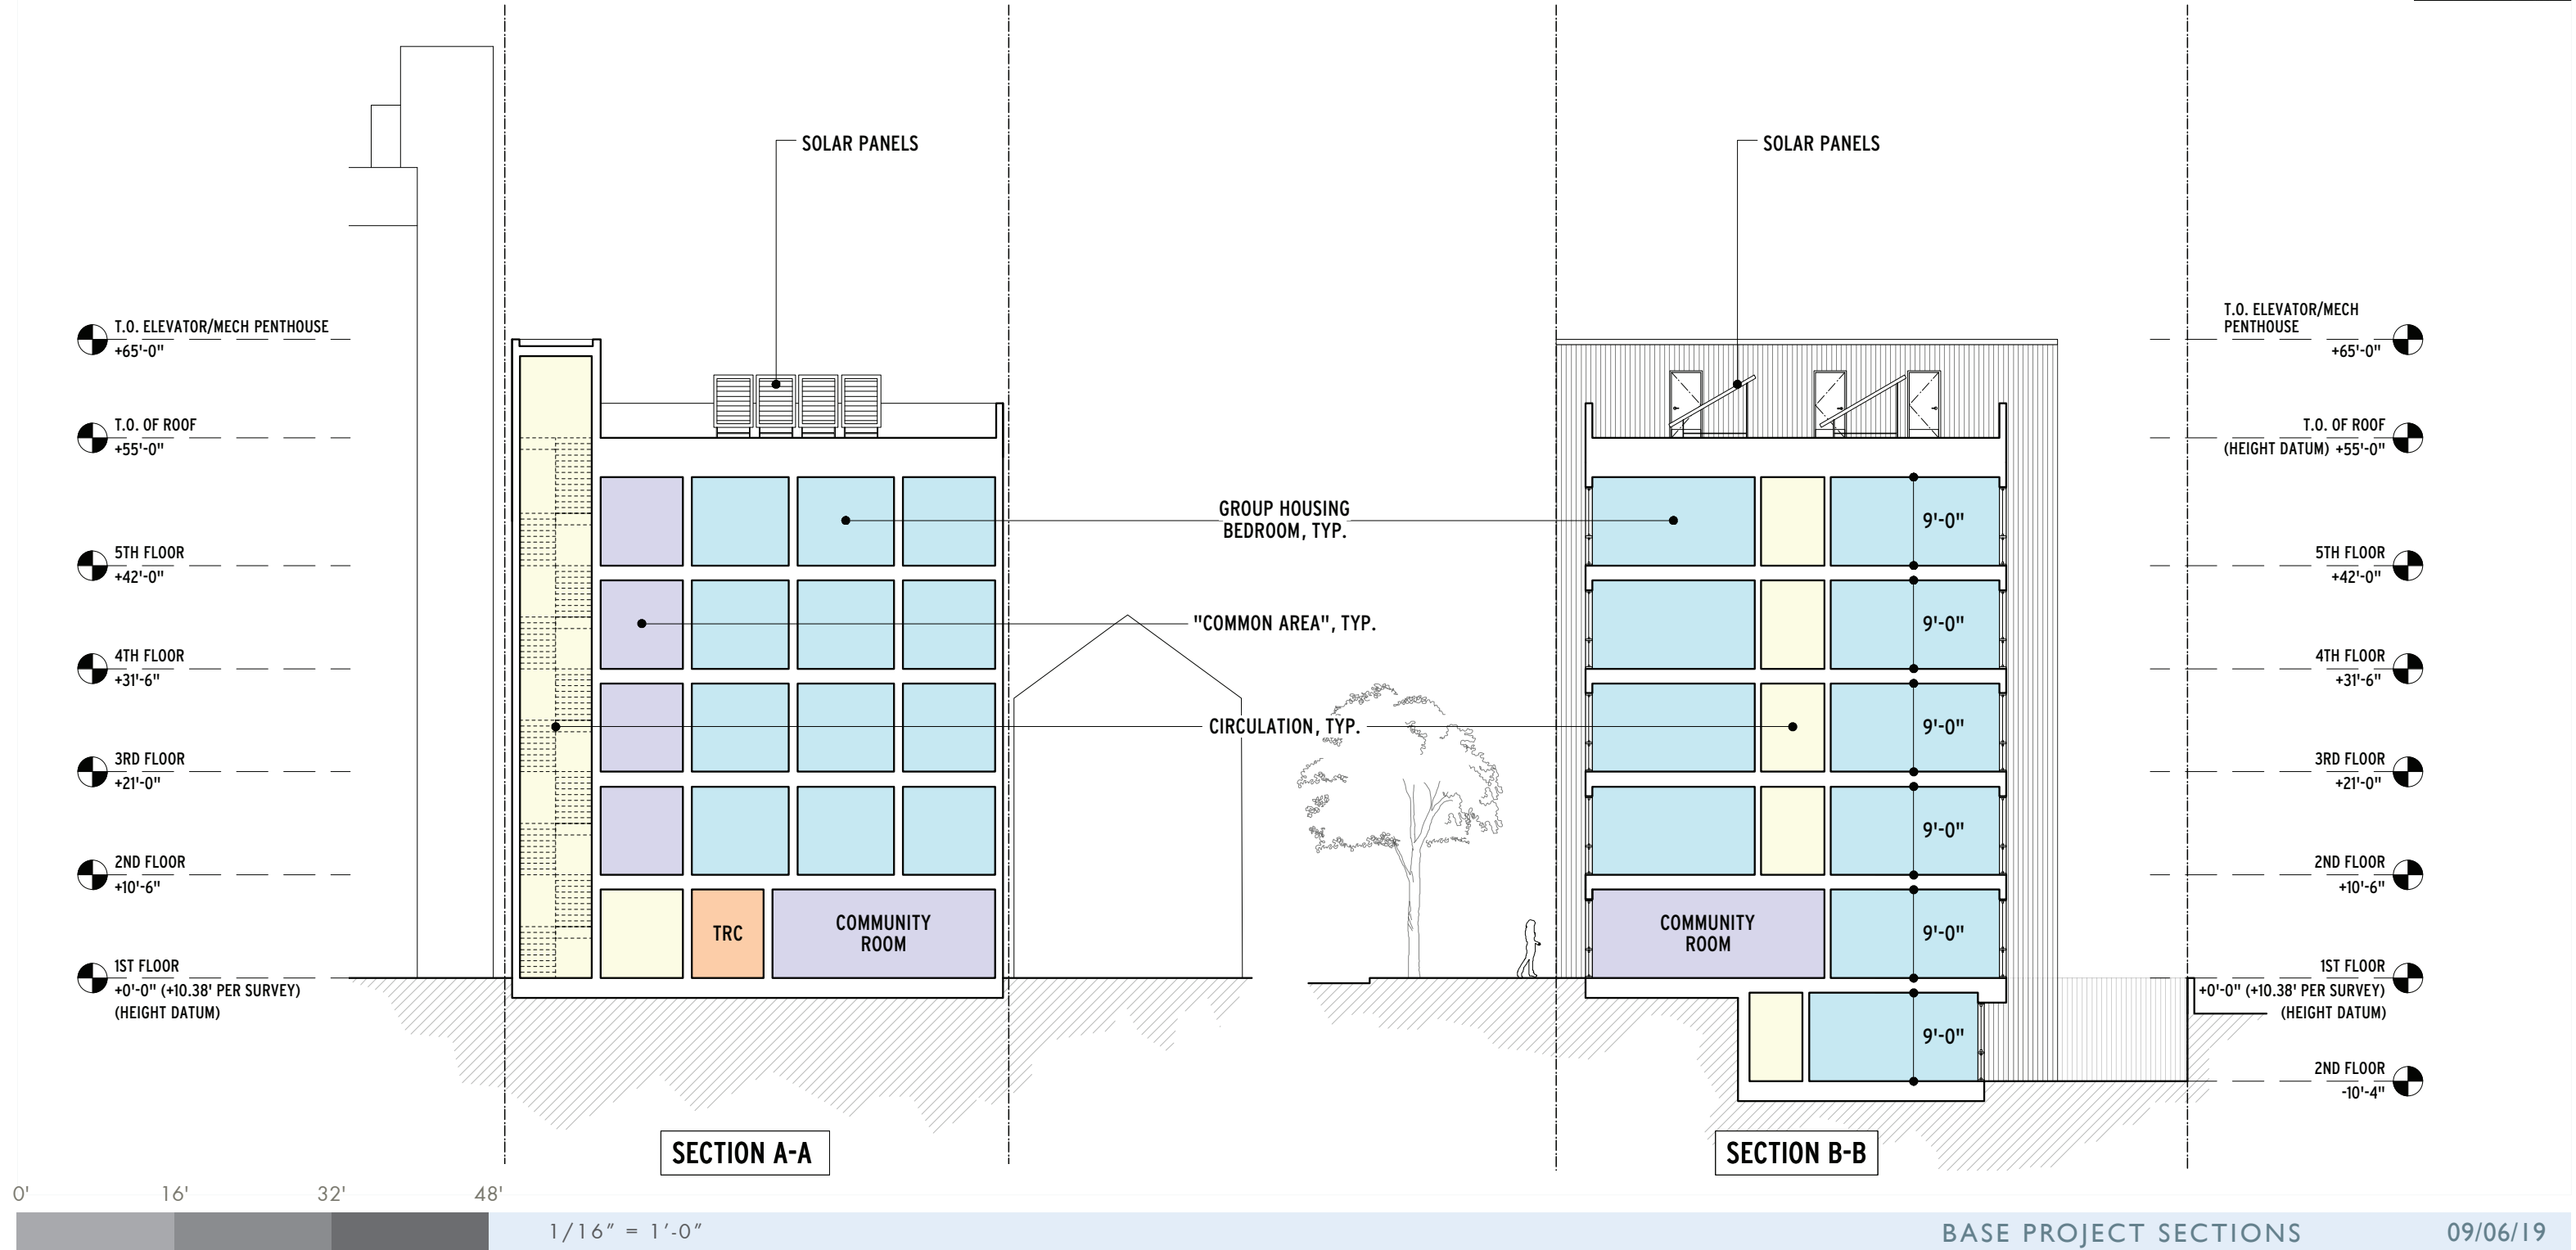 SOLAR PANELS
SOLAR PANELS
T.O. ELEVATOR/MECH PENTHOUSE
+65'-0"
T.O. OF ROOF
+55'-0"
5TH FLOOR
+42'-0"
4TH FLOOR
+31'-6"
3RD FLOOR
+21'-0"
2ND FLOOR
+10'-6"
1ST FLOOR
+0'-0" (+10.38' PER SURVEY)
(HEIGHT DATUM)
TRC
COMMUNITY
ROOM
GROUP HOUSING
BEDROOM, TYP.
"COMMON AREA", TYP.
CIRCULATION, TYP.
9'-0"
9'-0"
9'-0"
9'-0"
COMMUNITY
ROOM
9'-0"
9'-0"
T.O. ELEVATOR/MECH
PENTHOUSE
+65'-0"
T.O. OF ROOF
(HEIGHT DATUM) +55'-0"
5TH FLOOR
+42'-0"
4TH FLOOR
+31'-6"
3RD FLOOR
+21'-0"
2ND FLOOR
+10'-6"
1ST FLOOR
+0'-0" (+10.38' PER SURVEY)
(HEIGHT DATUM)
2ND FLOOR
-10'-4"
SECTION A-A
SECTION B-B
0' 16' 32' 48'
1/16" = 1'-0"
BASE PROJECT SECTIONS
09/06/19